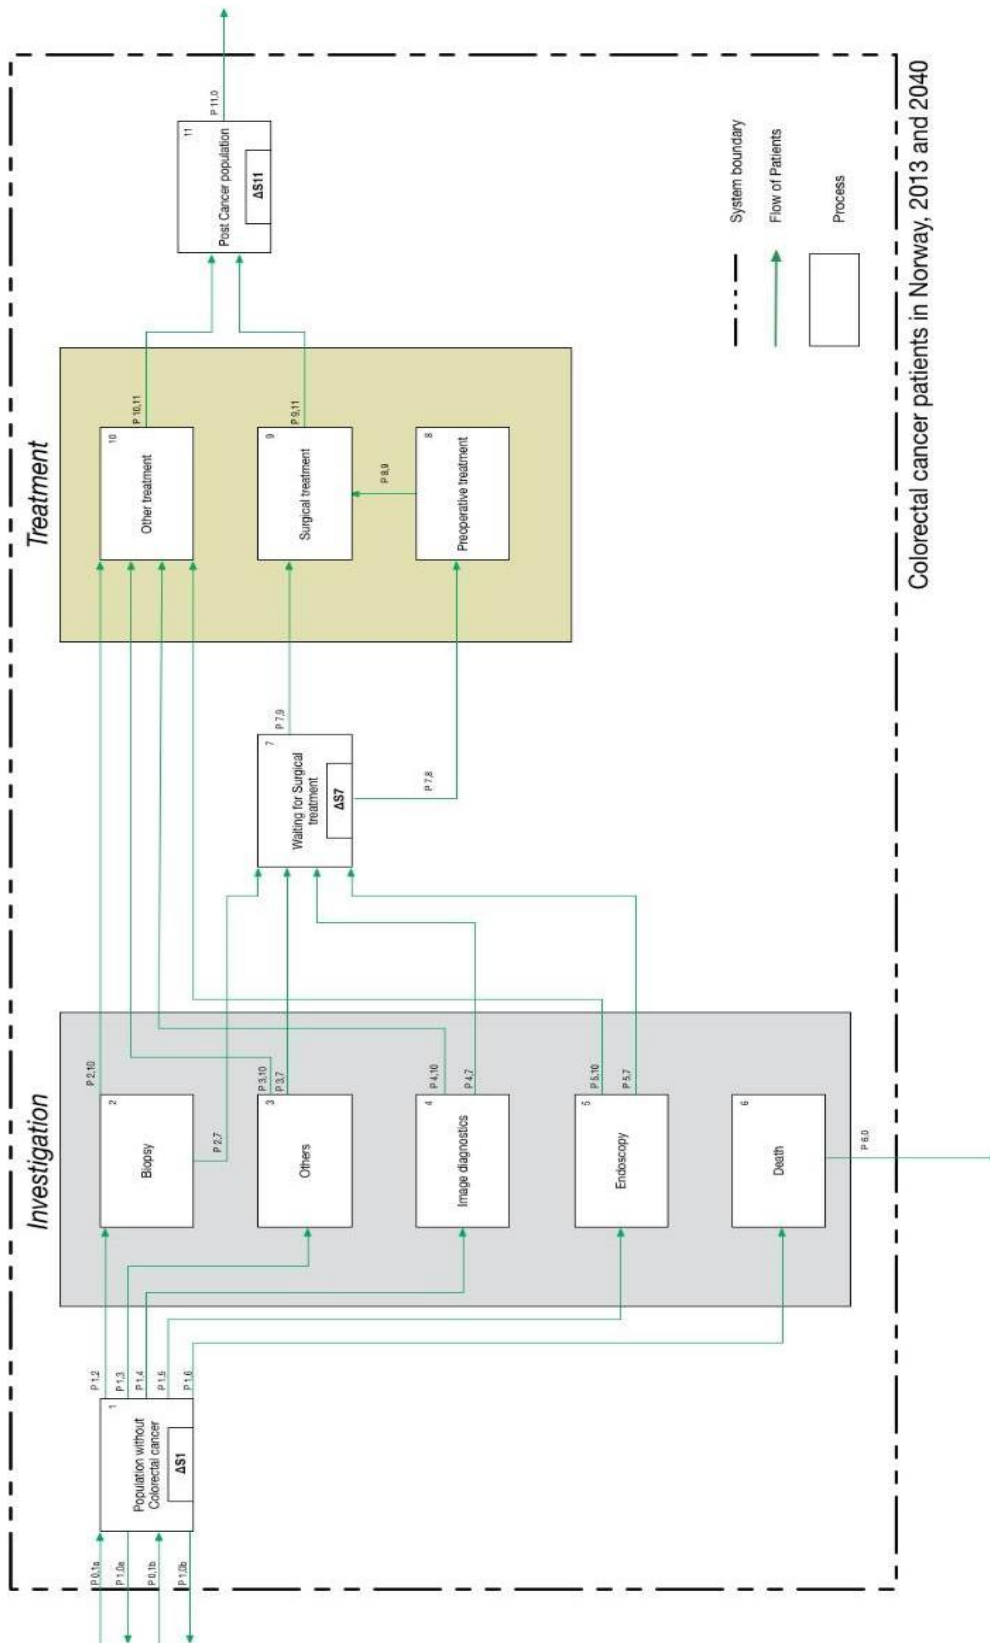 Investigation
Treatment
P 0,1a
P 1,0a
P 0,1b
P 1,0b
1
Population without
Colorectal cancer
ΔS1
P 1,2
P 1,3
P 1,4
P 1,5
P 1,6
2
Biopsy
P 2,10
P 2,7
3
Others
P 3,10
P 3,7
4
Image diagnostics
P 4,10
P 4,7
5
Endoscopy
P 5,10
P 5,7
6
Death
P 6,0
7
Waiting for Surgical
treatment
ΔS7
P 7,9
P 7,8
10
Other treatment
P 10,11
9
Surgical treatment
P 9,11
P 8,9
8
Preoperative treatment
11
Post Cancer population
ΔS11
P 11,0
System boundary
Flow of Patients
Process
Colorectal cancer patients in Norway, 2013 and 2040